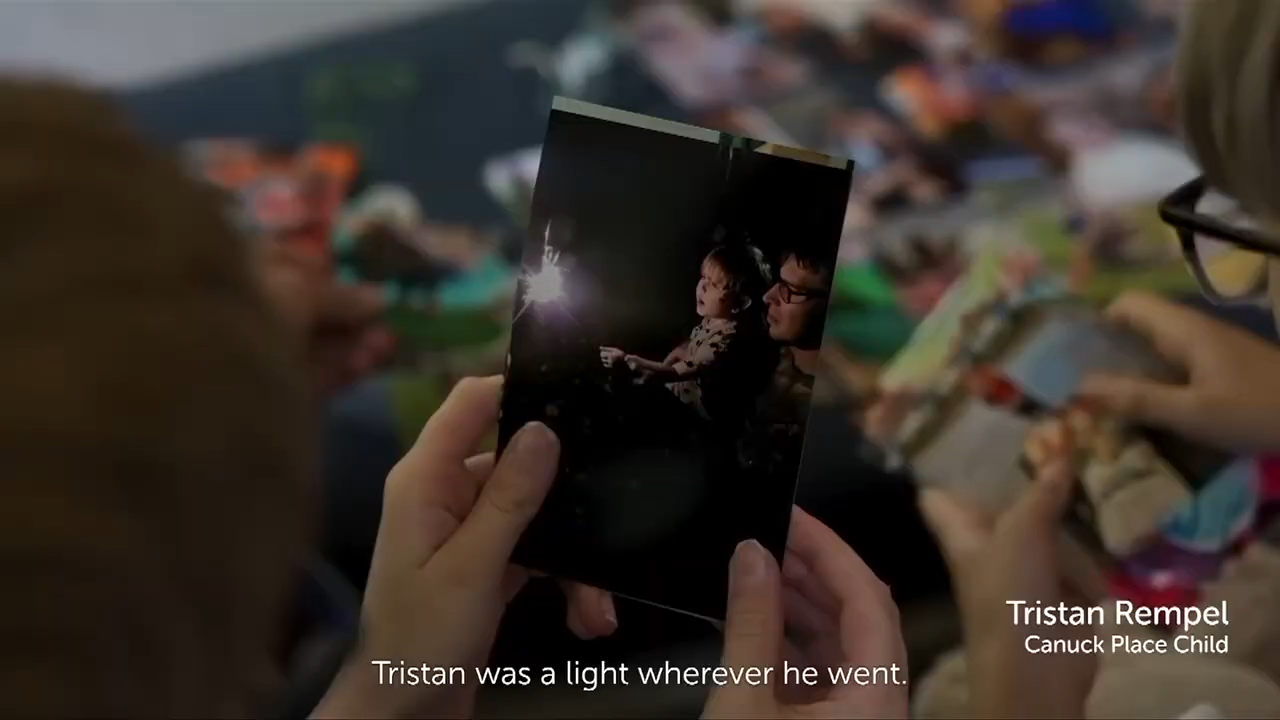 Tristan Rempel
Canuck Place Child
Tristan was a light wherever he went.